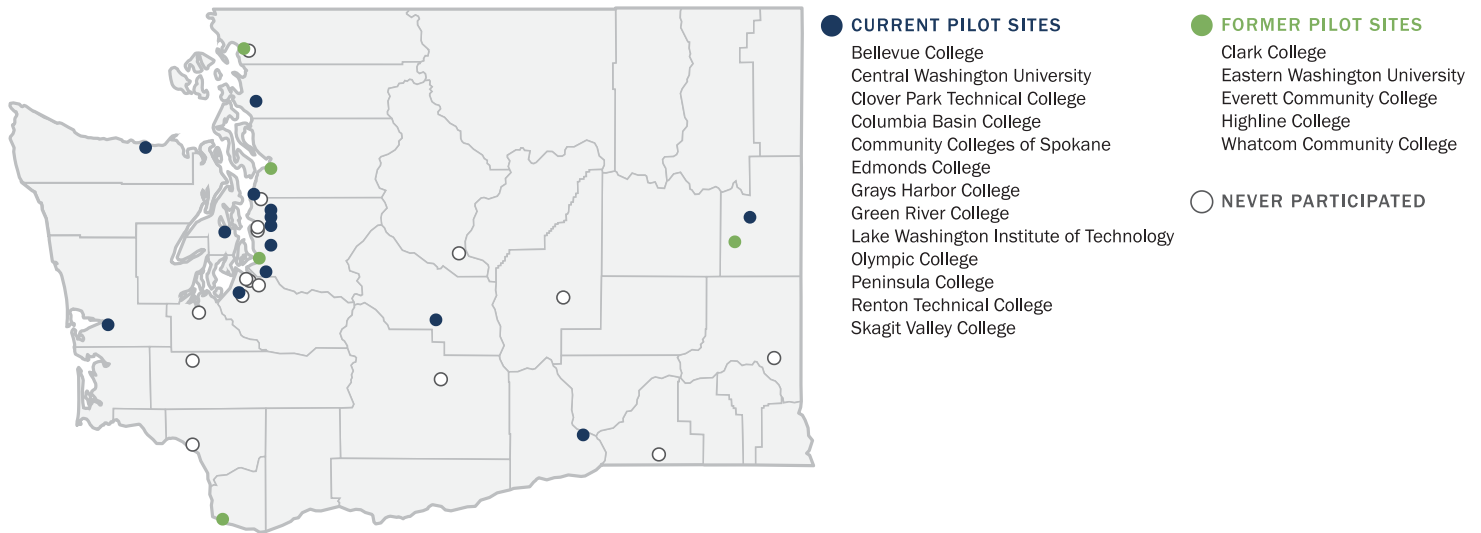 CURRENT PILOT SITES
Bellevue College
Central Washington University
Clover Park Technical College
Columbia Basin College
Community Colleges of Spokane
Edmonds College
Grays Harbor College
Green River College
Lake Washington Institute of Technology
Olympic College
Peninsula College
Renton Technical College
Skagit Valley College
FORMER PILOT SITES
Clark College
Eastern Washington University
Everett Community College
Highline College
Whatcom Community College
NEVER PARTICIPATED